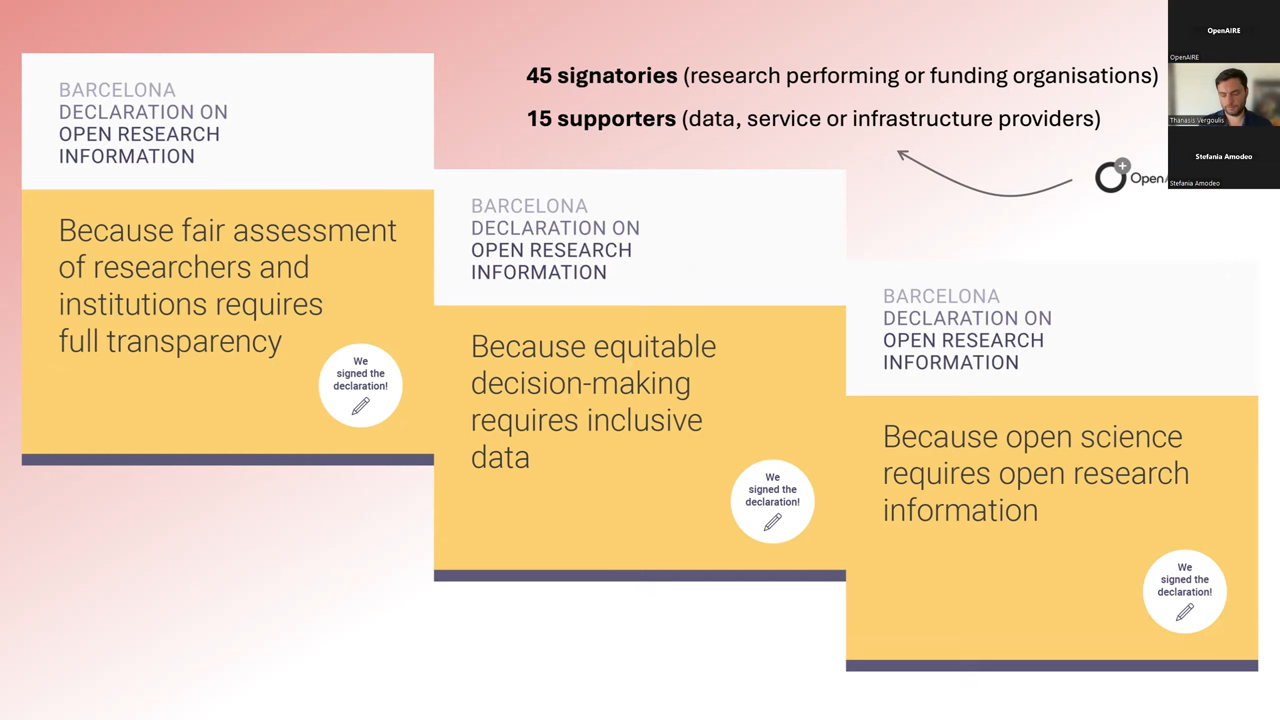 45 signatories (research performing or funding organisations)
15 supporters (data, service or infrastructure providers)
BARCELONA
DECLARATION ON
OPEN RESEARCH
INFORMATION
Because fair assessment
of researchers and
institutions requires
full transparency
We
signed the
declaration!
BARCELONA
DECLARATION ON
OPEN RESEARCH
INFORMATION
Because equitable
decision-making
requires inclusive
data
We
signed the
declaration!
BARCELONA
DECLARATION ON
OPEN RESEARCH
INFORMATION
Because open science
requires open research
information
We
signed the
declaration!
OpenAIRE
OpenAIRE
Thanasis Vergoulis
Stefania Amodeo
Stefania Amodeo